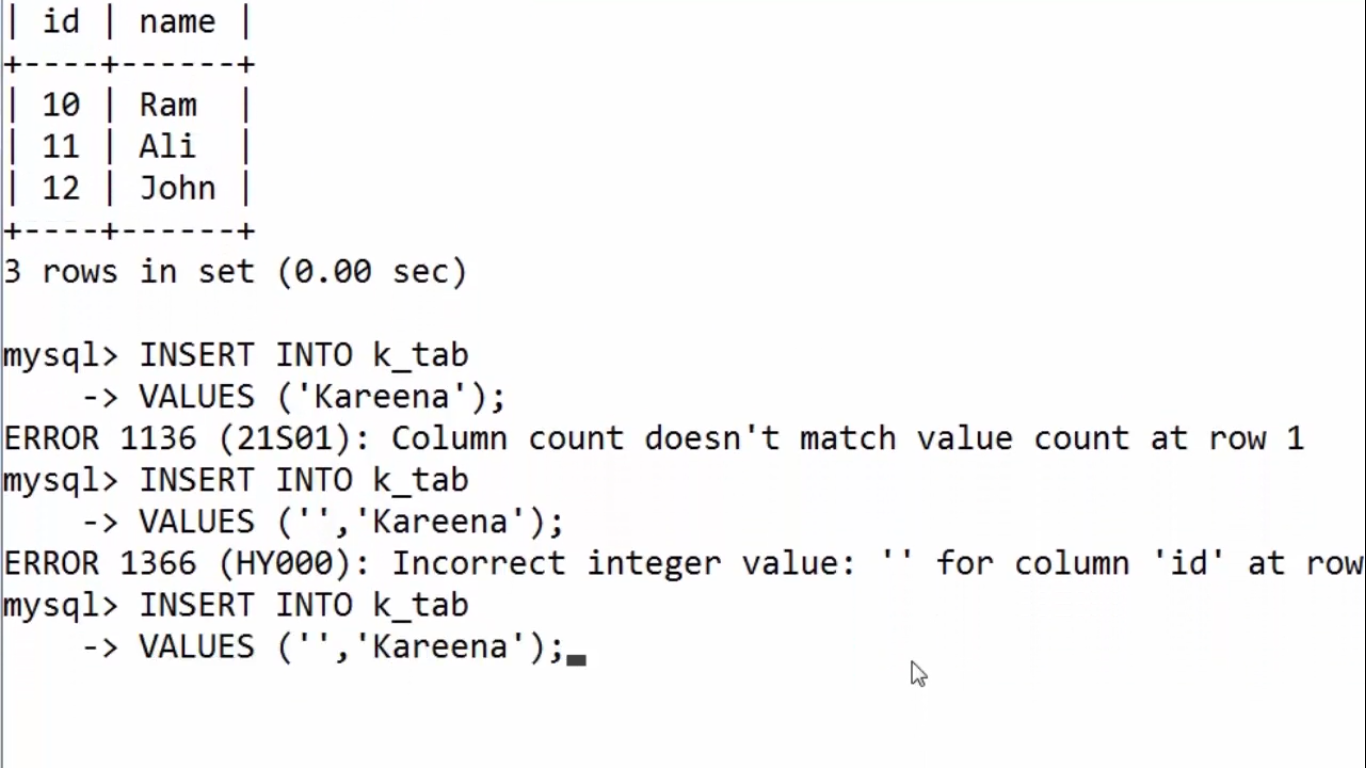 | id | name |
+----+------+
| 10 | Ram  |
| 11 | Ali  |
| 12 | John |
+----+------+
3 rows in set (0.00 sec)
mysql> INSERT INTO k_tab
    -> VALUES ('Kareena');
ERROR 1136 (21S01): Column count doesn't match value count at row 1
mysql> INSERT INTO k_tab
    -> VALUES ('','Kareena');
ERROR 1366 (HY000): Incorrect integer value: '' for column 'id' at row
mysql> INSERT INTO k_tab
    -> VALUES ('','Kareena');